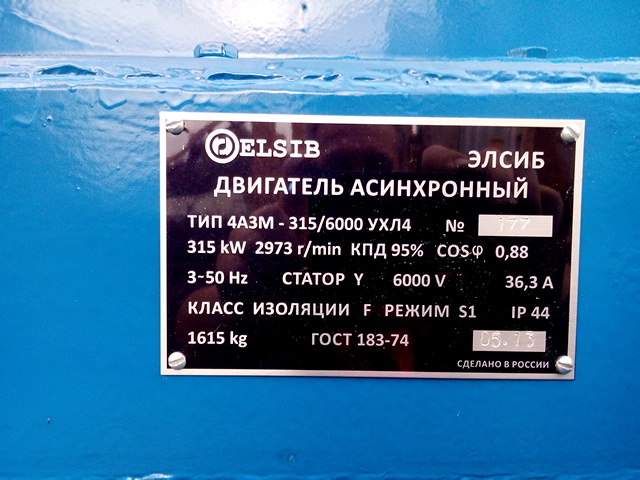 ELSIB ЭЛСИБ
ДВИГАТЕЛЬ АСИНХРОННЫЙ
ТИП 4АЗМ - 315/6000 УХЛ4 № 177
315 kW 2973 r/min КПД 95% COSφ 0,88
3~50 Hz СТАТОР Y 6000 V 36,3 A
КЛАСС ИЗОЛЯЦИИ F РЕЖИМ S1 IP 44
1615 kg ГОСТ 183-74 05.13
СДЕЛАНО В РОССИИ